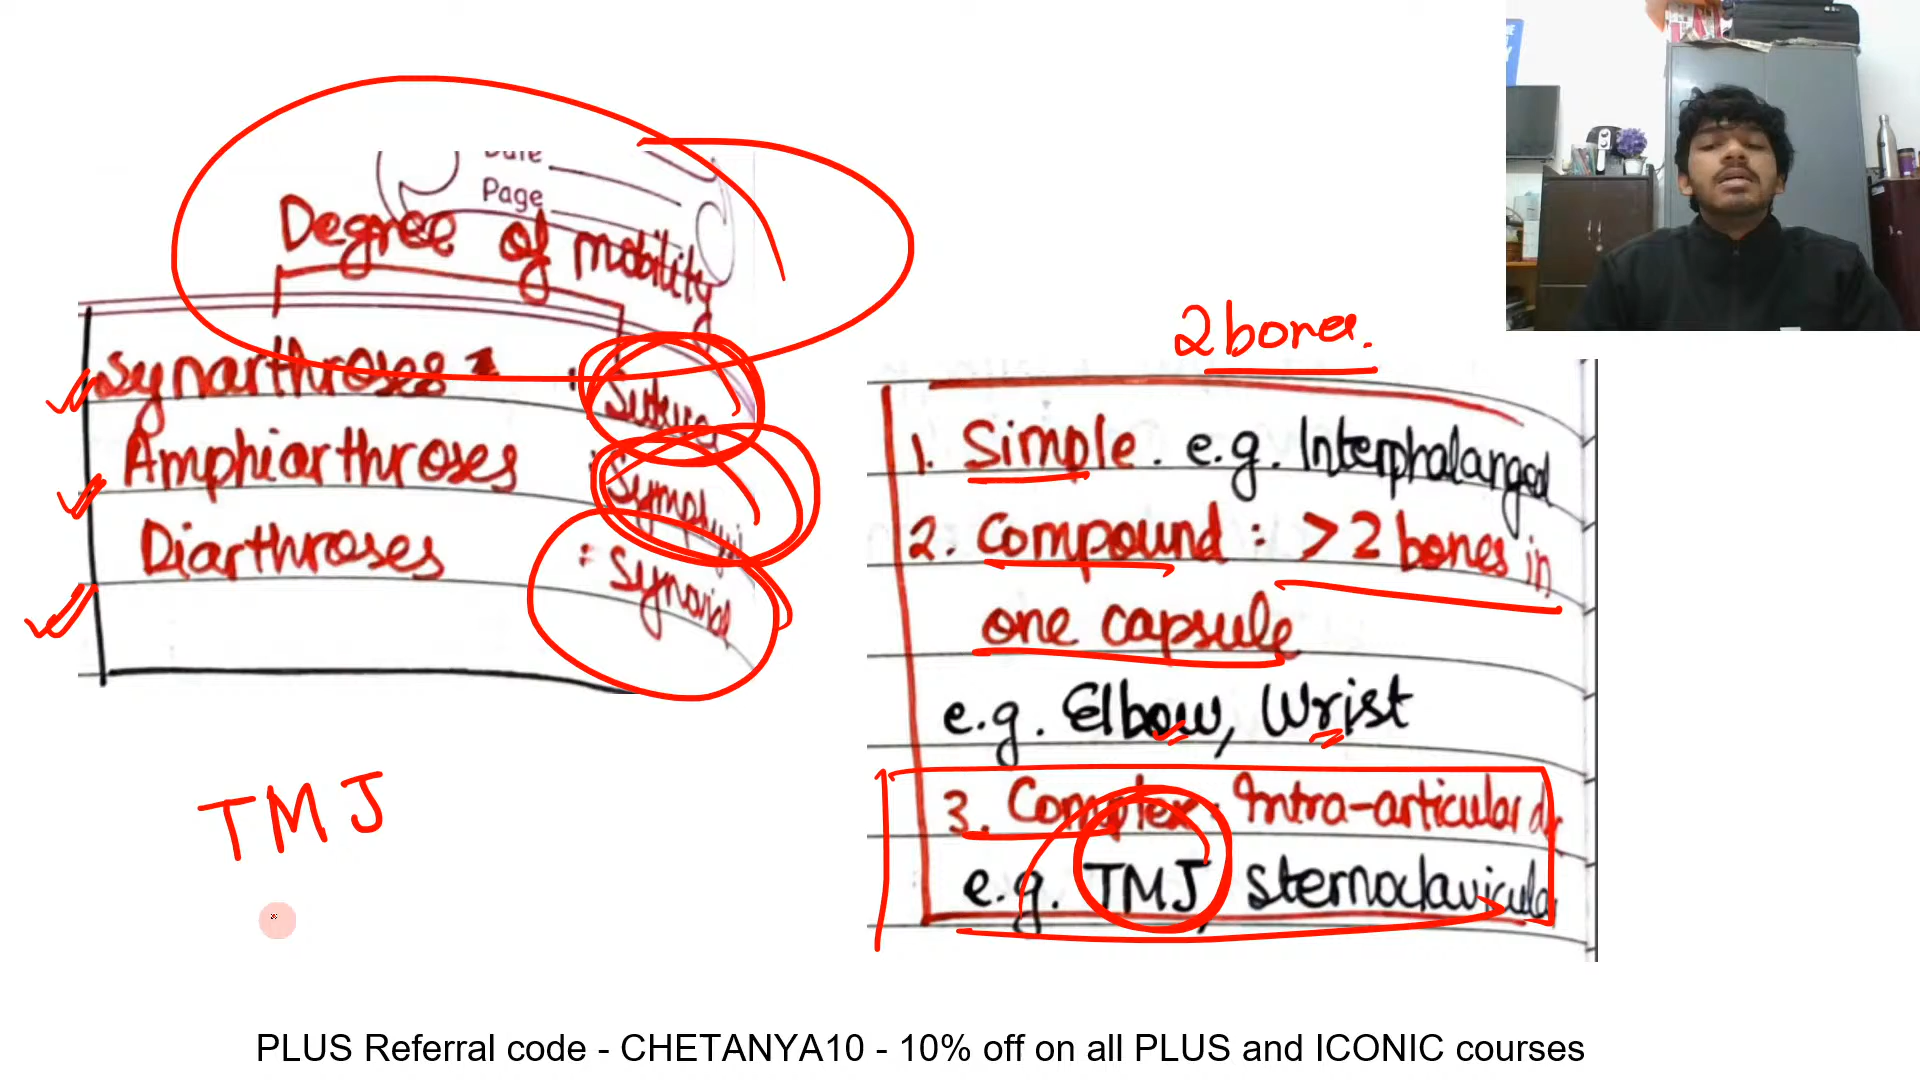 Date
Page
Degree of mobility
Synarthroses : Suture
Amphiarthroses : Symphysis
Diarthroses : Synovial
TMJ
2 bones.
1. Simple. e.g. Interphalangeal
2. Compound : > 2 bones in
one capsule
e.g. Elbow, Wrist
3. Complex : Intra-articular
e.g. TMJ, sternoclavicular
PLUS Referral code - CHETANYA10 - 10% off on all PLUS and ICONIC courses